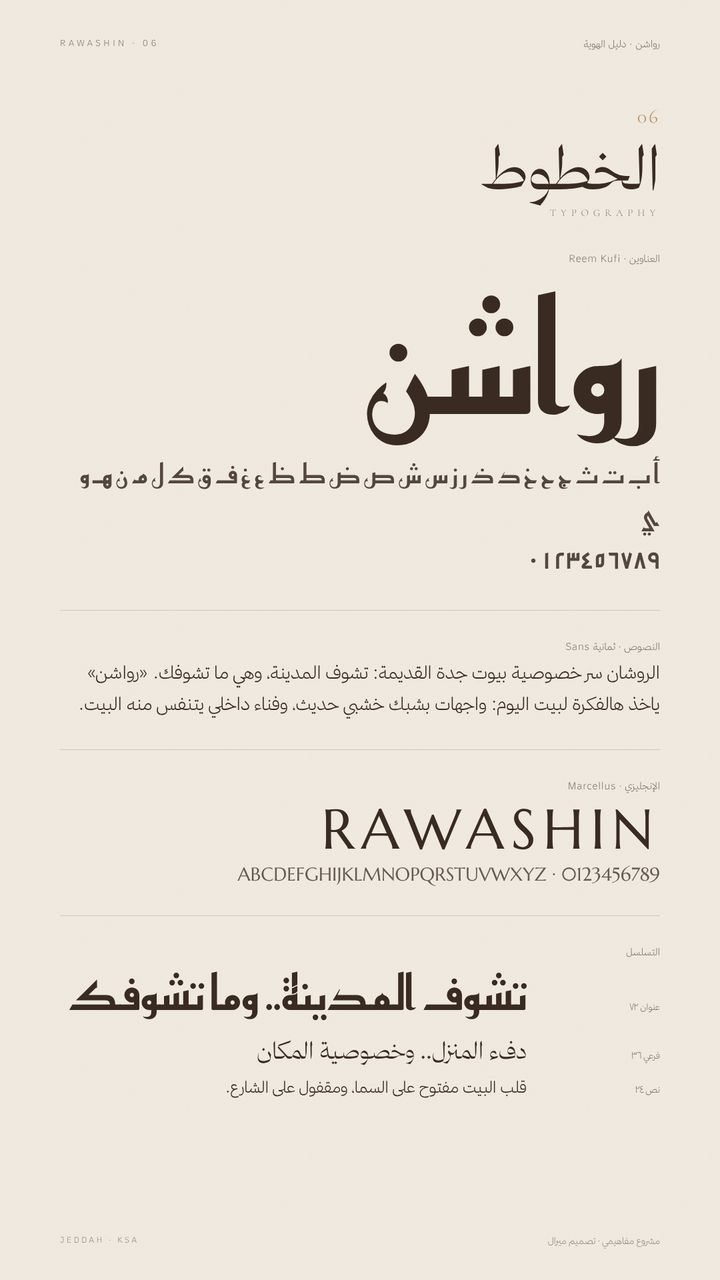 رواشن · دليل الهوية
RAWASHIN · 06
06
الخطوط
TYPOGRAPHY
العناوين · Reem Kufi
رواشن
أ ب ت ث ج ح خ د ذ ر ز س ش ص ض ط ظ ع غ ف ق ك ل م ن ه و
ي
٠١٢٣٤٥٦٧٨٩
النصوص · ثمانية Sans
الروشان سر خصوصية بيوت جدة القديمة: تشوف المدينة، وهي ما تشوفك. «رواشن»
ياخذ هالفكرة لبيت اليوم: واجهات بشبك خشبي حديث، وفناء داخلي يتنفس منه البيت.
الإنجليزي · Marcellus
RAWASHIN
ABCDEFGHIJKLMNOPQRSTUVWXYZ · 0123456789
التسلسل
عنوان ٧٢
تشوف المدينة.. وما تشوفك
فرعي ٣٦
دفء المنزل.. وخصوصية المكان
نص ٢٤
قلب البيت مفتوح على السما، ومقفول على الشارع.
مشروع مفاهيمي · تصميم ميرال
JEDDAH · KSA